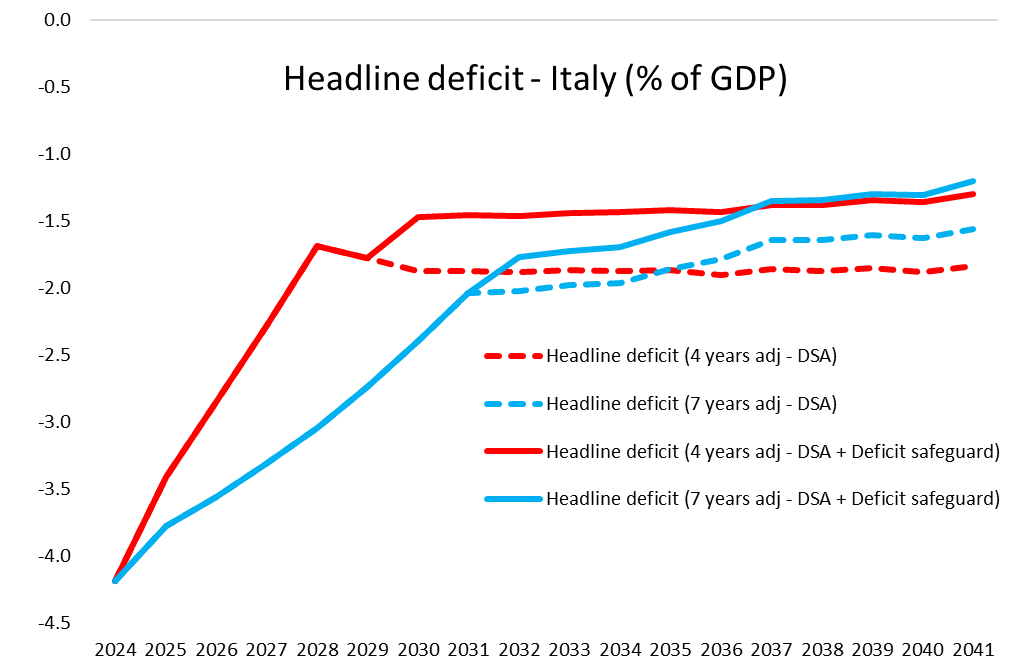 0.0
Headline deficit - Italy (% of GDP)
-0.5
-1.0
-1.5
-2.0
-2.5
-3.0
-3.5
-4.0
-4.5
Headline deficit (4 years adj - DSA)
Headline deficit (7 years adj - DSA)
Headline deficit (4 years adj - DSA + Deficit safeguard)
Headline deficit (7 years adj - DSA + Deficit safeguard)
2024 2025 2026 2027 2028 2029 2030 2031 2032 2033 2034 2035 2036 2037 2038 2039 2040 2041